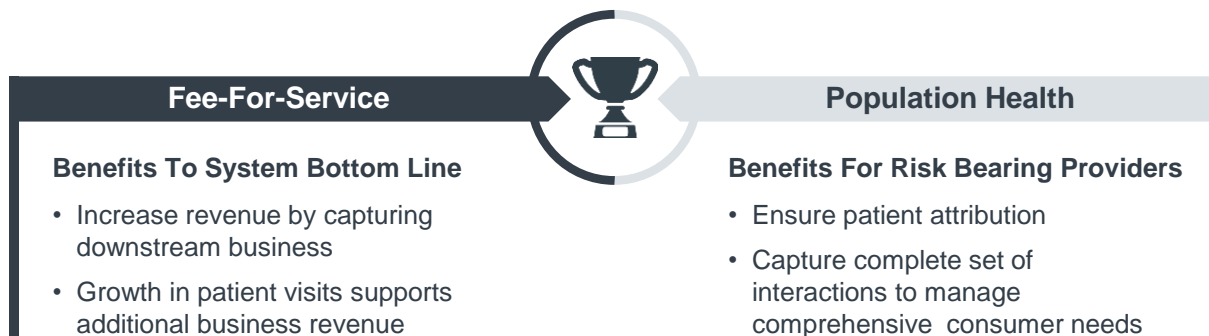 Fee-For-Service
Population Health
Benefits To System Bottom Line
• Increase revenue by capturing
downstream business
• Growth in patient visits supports
additional business revenue
Benefits For Risk Bearing Providers
• Ensure patient attribution
• Capture complete set of
interactions to manage
comprehensive consumer needs